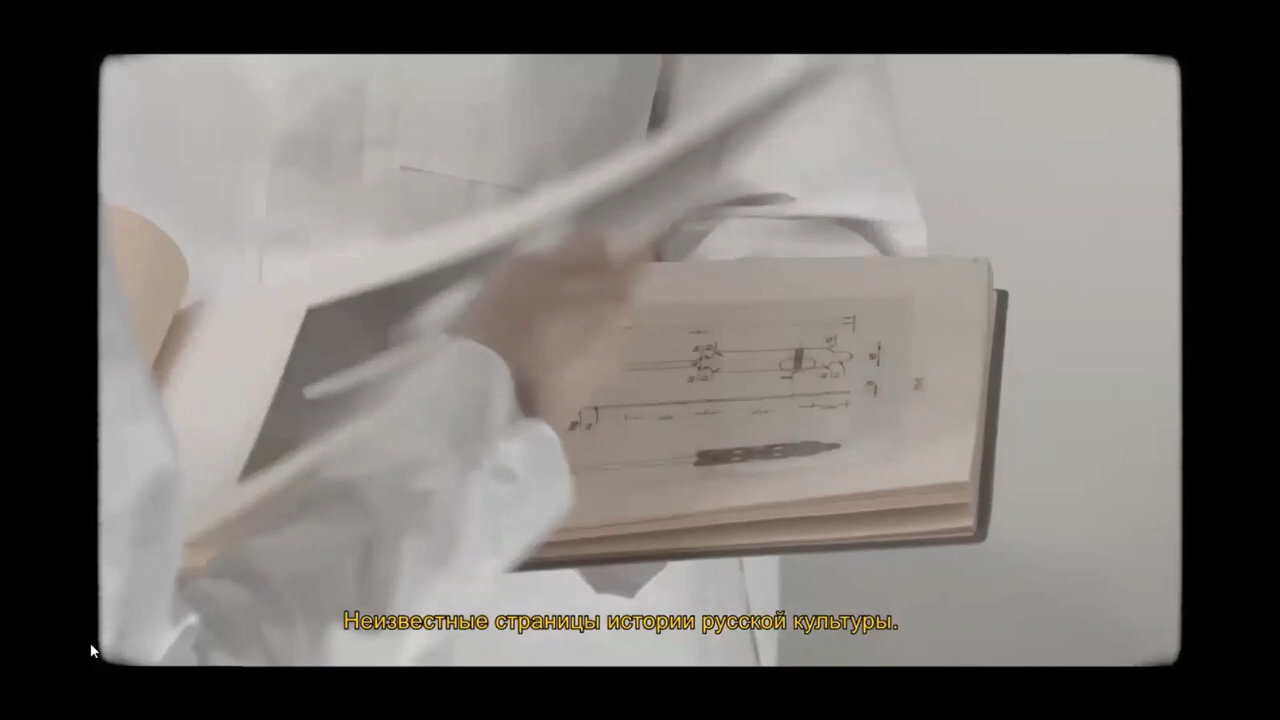 Неизвестные страницы истории русской культуры.